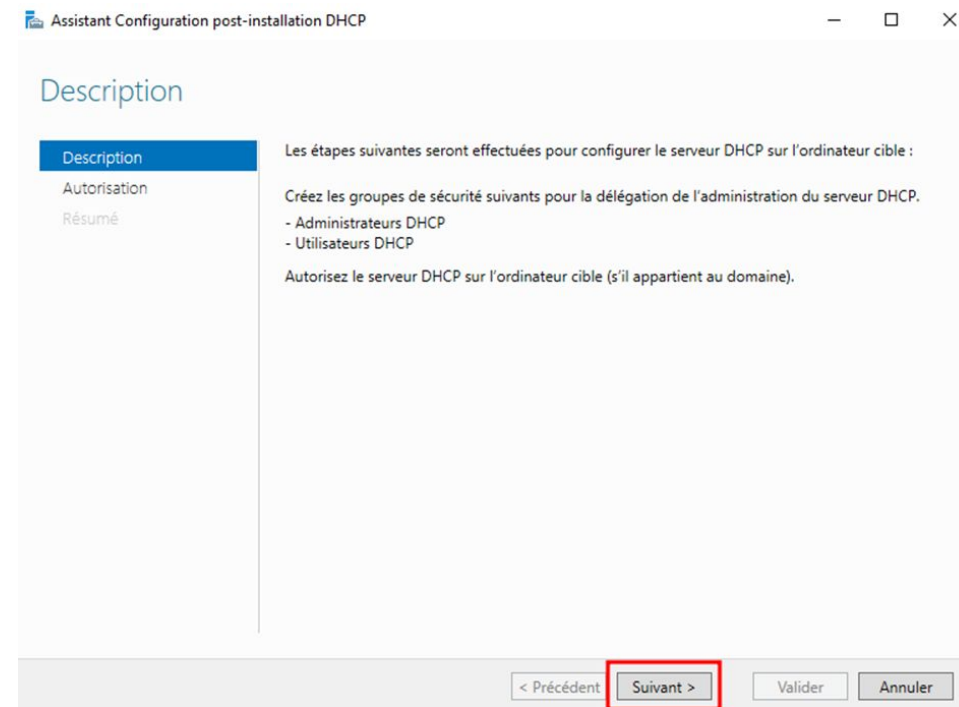 Assistant Configuration post-installation DHCP
Description
Description
Autorisation
Résumé
Les étapes suivantes seront effectuées pour configurer le serveur DHCP sur l'ordinateur cible :
Créez les groupes de sécurité suivants pour la délégation de l'administration du serveur DHCP.
- Administrateurs DHCP
- Utilisateurs DHCP
Autorisez le serveur DHCP sur l'ordinateur cible (s'il appartient au domaine).
< Précédent Suivant > Valider Annuler